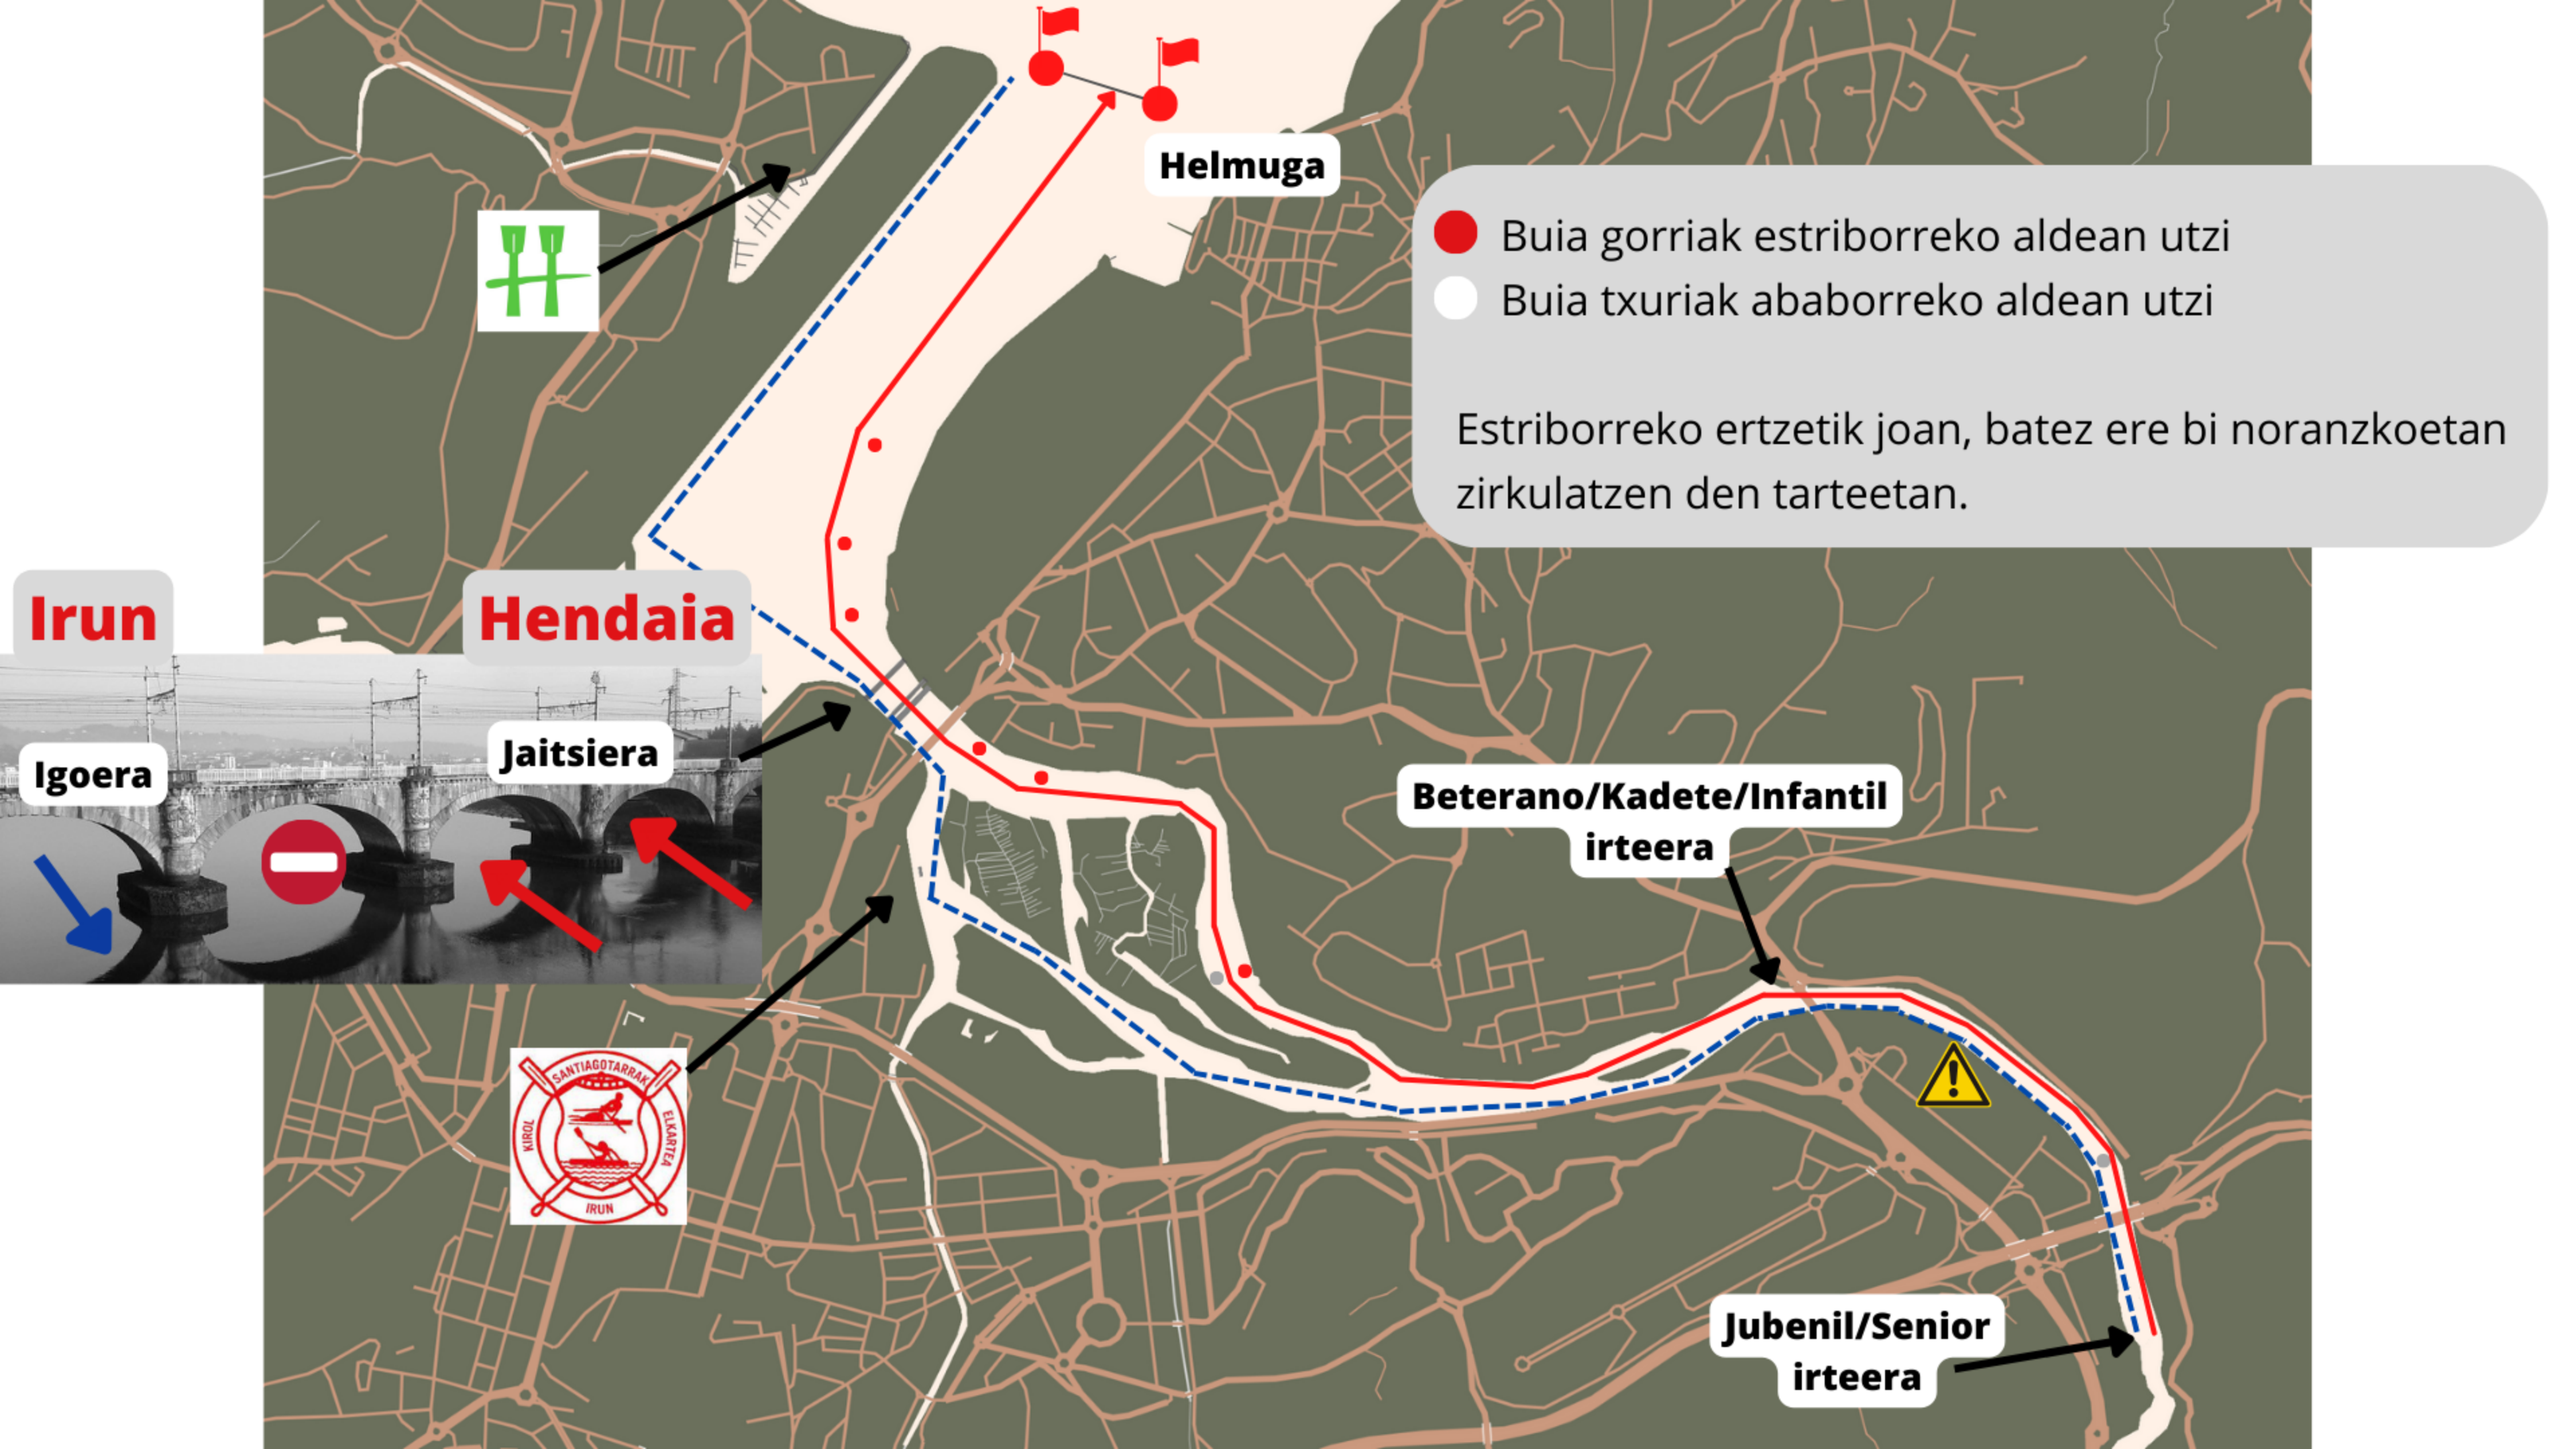 Helmuga
Buia gorriak estriborreko aldean utzi
Buia txuriak ababorreko aldean utzi
Estriborreko ertzetik joan, batez ere bi noranzkoetan
zirkulatzen den tarteetan.
Irun
Hendaia
Igoera
Jaitsiera
Beterano/Kadete/Infantil
irteera
SANTIAGOTARRAK
KIROL
ELKARTEA
IRUN
Jubenil/Senior
irteera